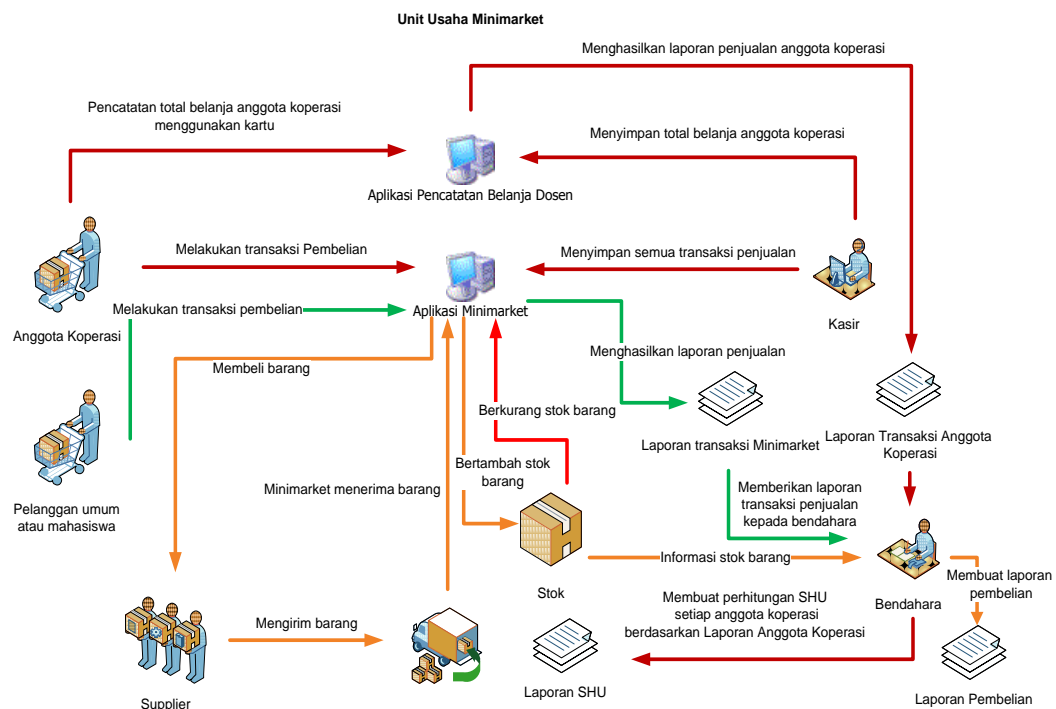 Unit Usaha Minimarket
Menghasilkan laporan penjualan anggota koperasi
Pencatatan total belanja anggota koperasi
menggunakan kartu
Menyimpan total belanja anggota koperasi
Aplikasi Pencatatan Belanja Dosen
Melakukan transaksi Pembelian
Menyimpan semua transaksi penjualan
Melakukan transaksi pembelian
Aplikasi Minimarket
Anggota Koperasi
Kasir
Menghasilkan laporan penjualan
Membeli barang
Berkurang stok barang
Laporan transaksi Minimarket
Laporan Transaksi Anggota
Koperasi
Bertambah stok
barang
Minimarket menerima barang
Memberikan laporan
transaksi penjualan
kepada bendahara
Pelanggan umum
atau mahasiswa
Informasi stok barang
Stok
Bendahara
Membuat laporan
pembelian
Membuat perhitungan SHU
setiap anggota koperasi
berdasarkan Laporan Anggota Koperasi
Mengirim barang
Laporan SHU
Laporan Pembelian
Supplier